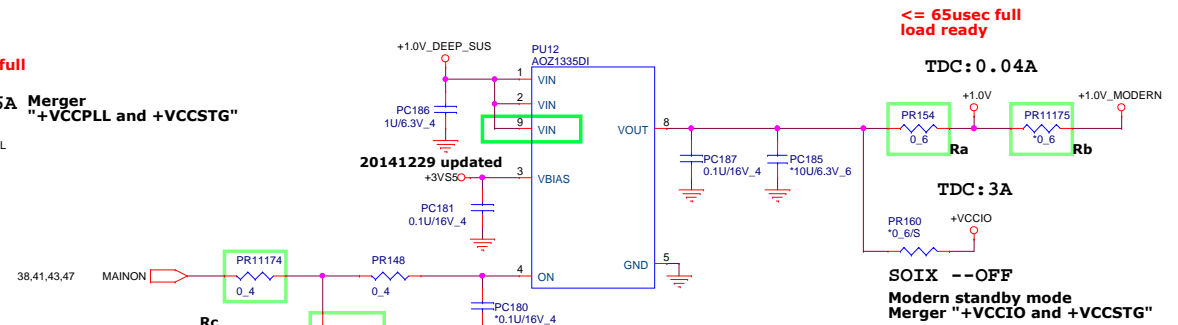 <= 65usec full
load ready
full
5A
Merger
"+VCCPLL and +VCCSTG"
L
+1.0V_DEEP_SUS
PU12
AOZ1335DI
TDC:0.04A
1
VIN
2
VIN
9
VIN
PC186
1U/6.3V_4
VOUT
8
PR154
0_6
Ra
+1.0V
PR11175
*0_6
Rb
+1.0V_MODERN
20141229 updated
+3VS5
3
VBIAS
PC187
0.1U/16V_4
PC185
*10U/6.3V_6
TDC:3A
PC181
0.1U/16V_4
PR160
*0_6/S
+VCCIO
38,41,43,47
MAINON
PR11174
0_4
PR148
0_4
4
ON
GND
5
SOIX --OFF
Modern standby mode
Merger "+VCCIO and +VCCSTG"
PC180
*0.1U/16V_4
Rc